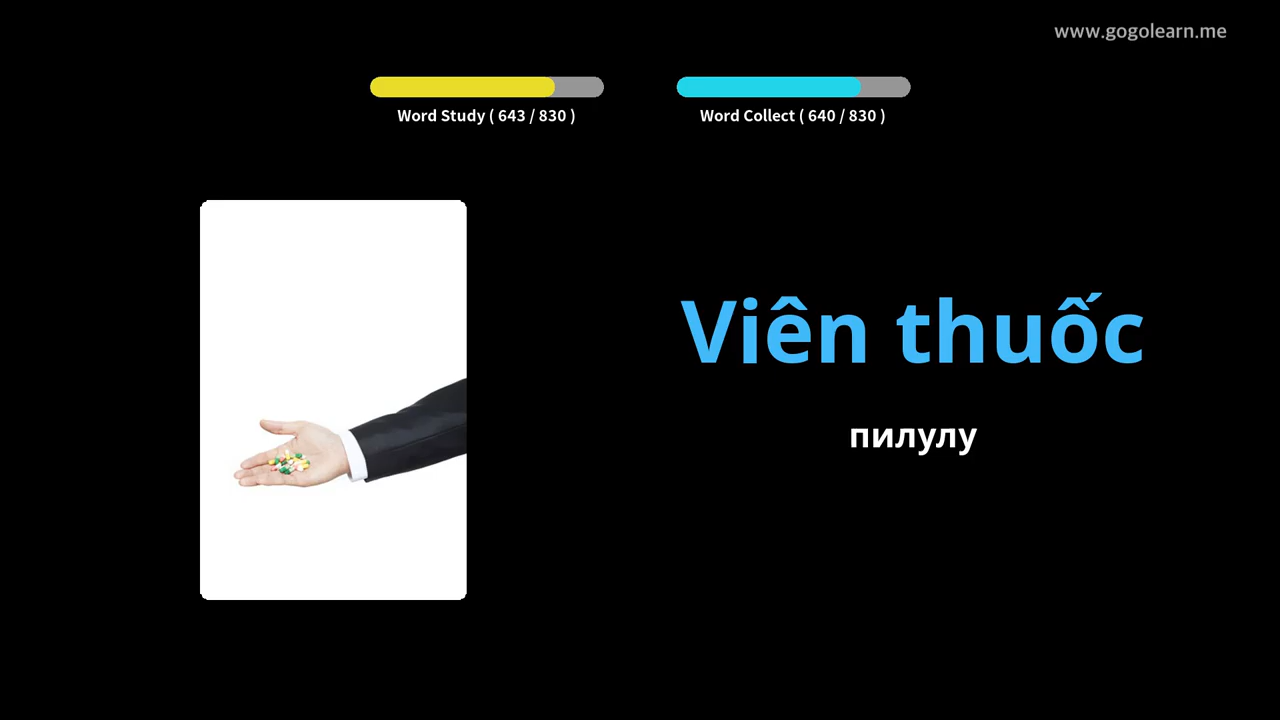 www.gogolearn.me
Word Study ( 643 / 830 )
Word Collect ( 640 / 830 )
Viên thuốc
пилулу